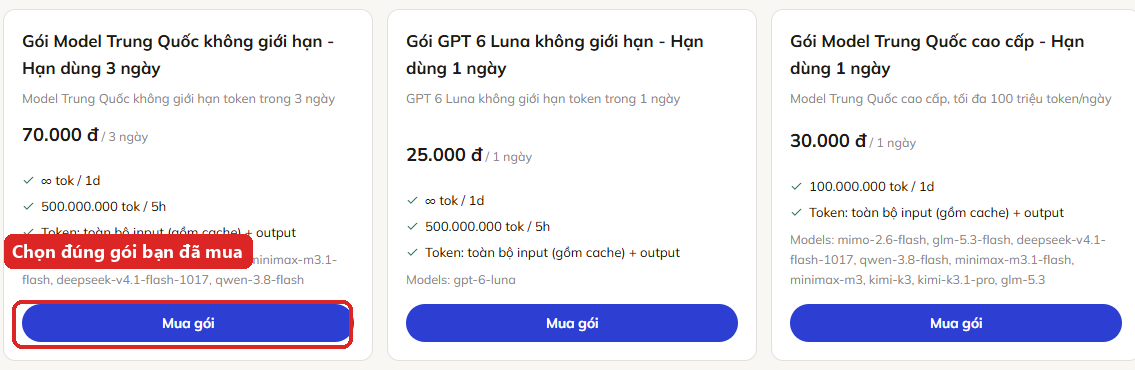 Gói Model Trung Quốc không giới hạn -
Hạn dùng 3 ngày
Model Trung Quốc không giới hạn token trong 3 ngày
70.000 đ / 3 ngày
∞ tok / 1d
500.000.000 tok / 5h
Token: toàn bộ input (gồm cache) + output
Chọn đúng gói bạn đã mua
minimax-m3.1-
flash, deepseek-v4.1-flash-1017, qwen-3.8-flash
Mua gói
Gói GPT 6 Luna không giới hạn - Hạn
dùng 1 ngày
GPT 6 Luna không giới hạn token trong 1 ngày
25.000 đ / 1 ngày
∞ tok / 1d
500.000.000 tok / 5h
Token: toàn bộ input (gồm cache) + output
Models: gpt-6-luna
Mua gói
Gói Model Trung Quốc cao cấp - Hạn
dùng 1 ngày
Model Trung Quốc cao cấp, tối đa 100 triệu token/ngày
30.000 đ / 1 ngày
100.000.000 tok / 1d
Token: toàn bộ input (gồm cache) + output
Models: mimo-2.6-flash, glm-5.3-flash, deepseek-v4.1-
flash-1017, qwen-3.8-flash, minimax-m3.1-flash,
minimax-m3, kimi-k3, kimi-k3.1-pro, glm-5.3
Mua gói